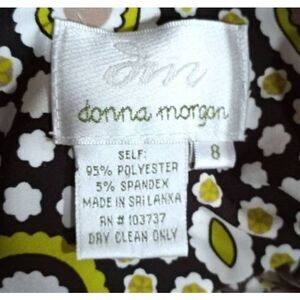 dm
donna morgan
8
SELF:
95% POLYESTER
5% SPANDEX
MADE IN SRI LANKA
RN # 103737
DRY CLEAN ONLY